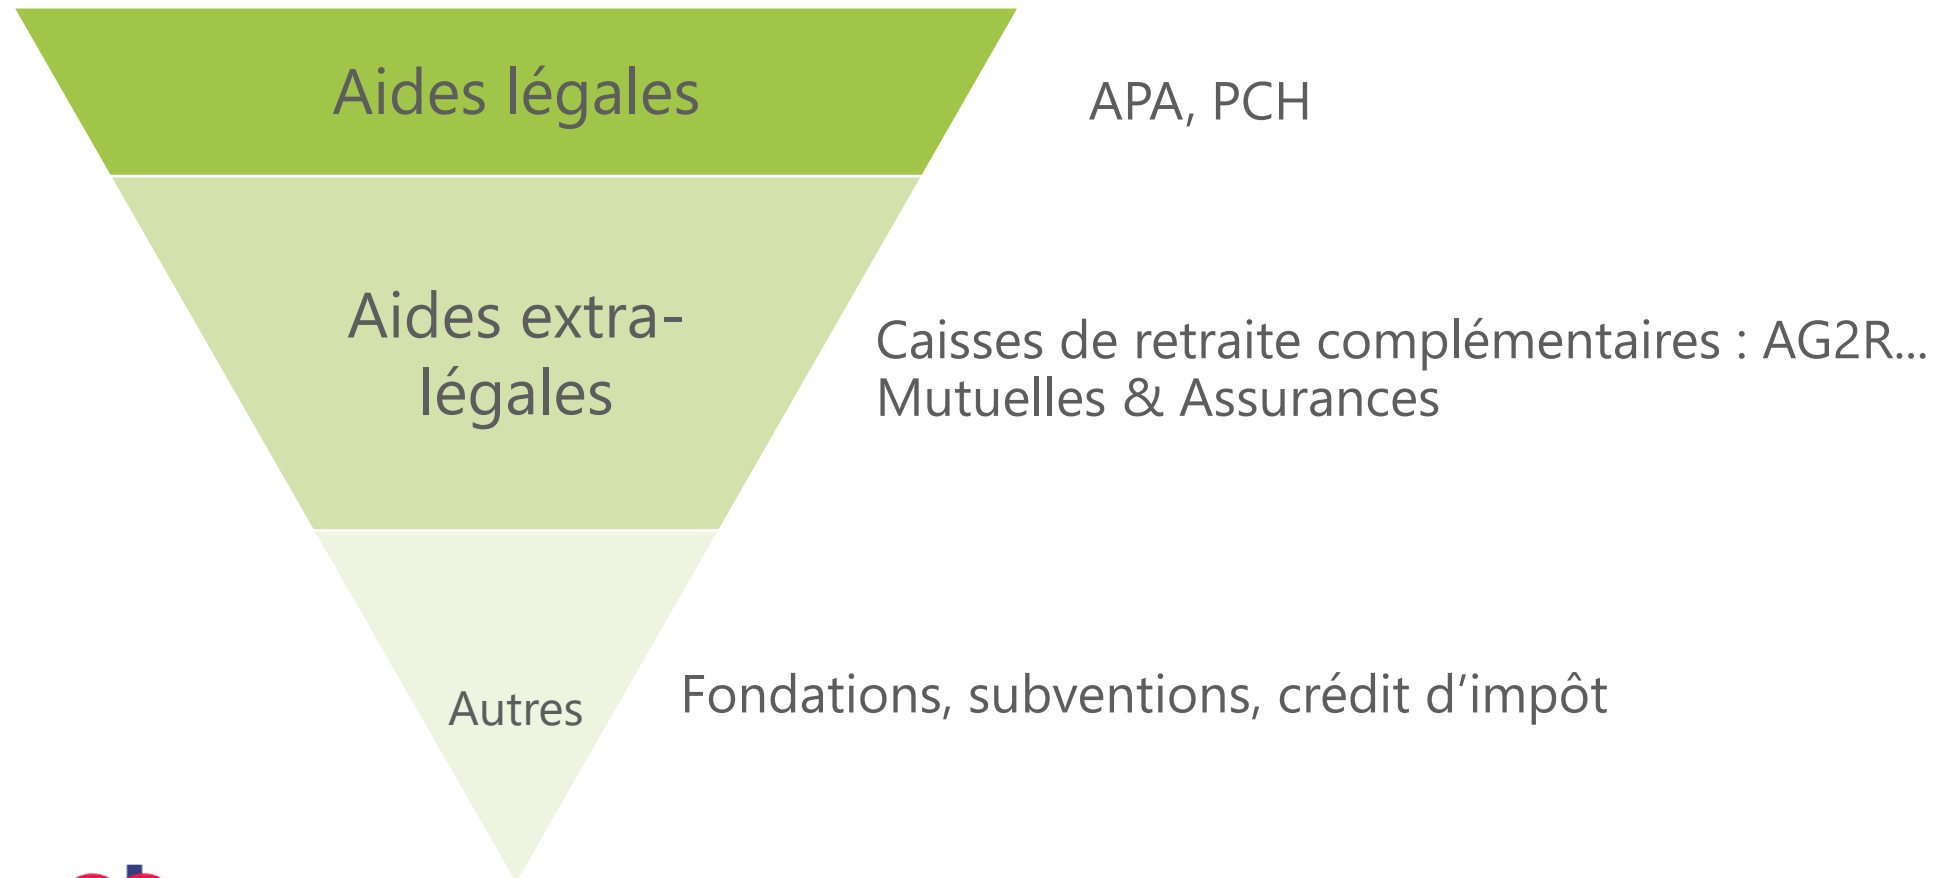 Aides légales
APA, PCH
Aides extra-
légales
Caisses de retraite complémentaires : AG2R...
Mutuelles & Assurances
Autres
Fondations, subventions, crédit d’impôt